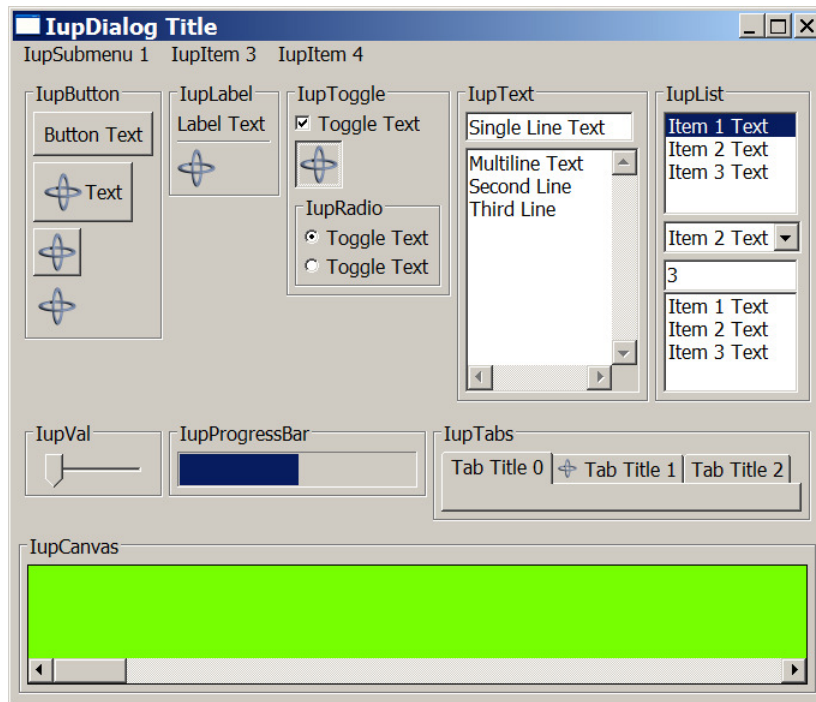 IupDialog Title
IupSubmenu 1 IupItem 3 IupItem 4
IupButton
Button Text
Text
IupLabel
Label Text
IupToggle
Toggle Text
IupRadio
Toggle Text
Toggle Text
IupText
Single Line Text
Multiline Text
Second Line
Third Line
IupList
Item 1 Text
Item 2 Text
Item 3 Text
Item 2 Text
3
Item 1 Text
Item 2 Text
Item 3 Text
IupVal
IupProgressBar
IupTabs
Tab Title 0 Tab Title 1 Tab Title 2
IupCanvas